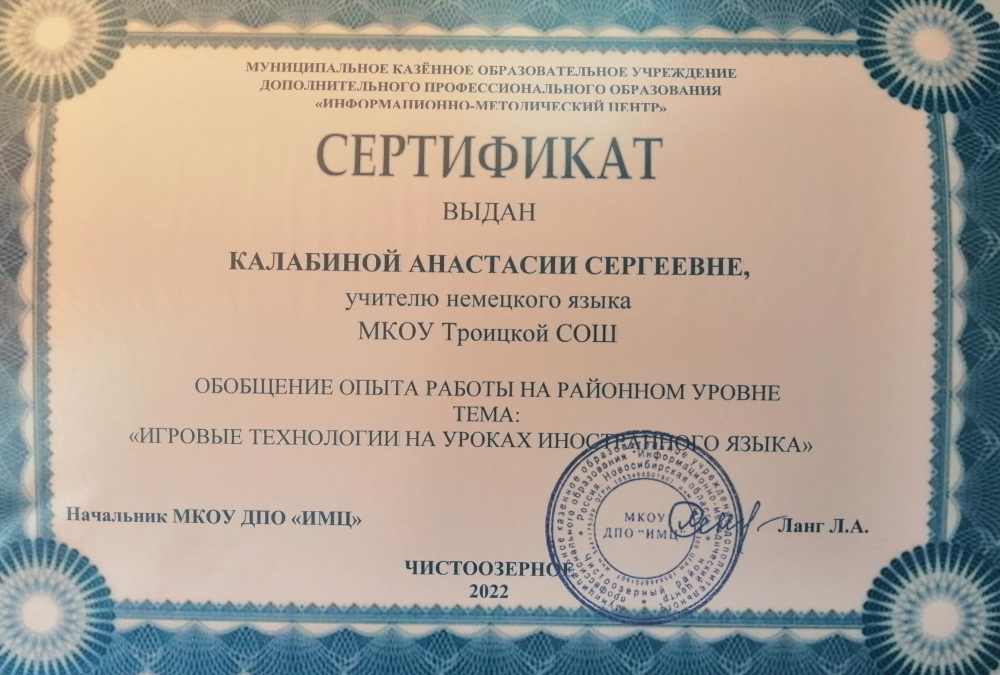 МУНИЦИПАЛЬНОЕ КАЗЁННОЕ ОБРАЗОВАТЕЛЬНОЕ УЧРЕЖДЕНИЕ
ДОПОЛНИТЕЛЬНОГО ПРОФЕССИОНАЛЬНОГО ОБРАЗОВАНИЯ
«ИНФОРМАЦИОННО-МЕТОДИЧЕСКИЙ ЦЕНТР»
СЕРТИФИКАТ
ВЫДАН
КАЛАБИНОЙ АНАСТАСИИ СЕРГЕЕВНЕ,
учителю немецкого языка
МКОУ Троицкой СОШ
ОБОБЩЕНИЕ ОПЫТА РАБОТЫ НА РАЙОННОМ УРОВНЕ
ТЕМА:
«ИГРОВЫЕ ТЕХНОЛОГИИ НА УРОКАХ ИНОСТРАННОГО ЯЗЫКА»
Начальник МКОУ ДПО «ИМЦ»
МКОУ
ДПО "ИМЦ"
Ланг Л.А.
ЧИСТООЗЕРНОЕ
2022